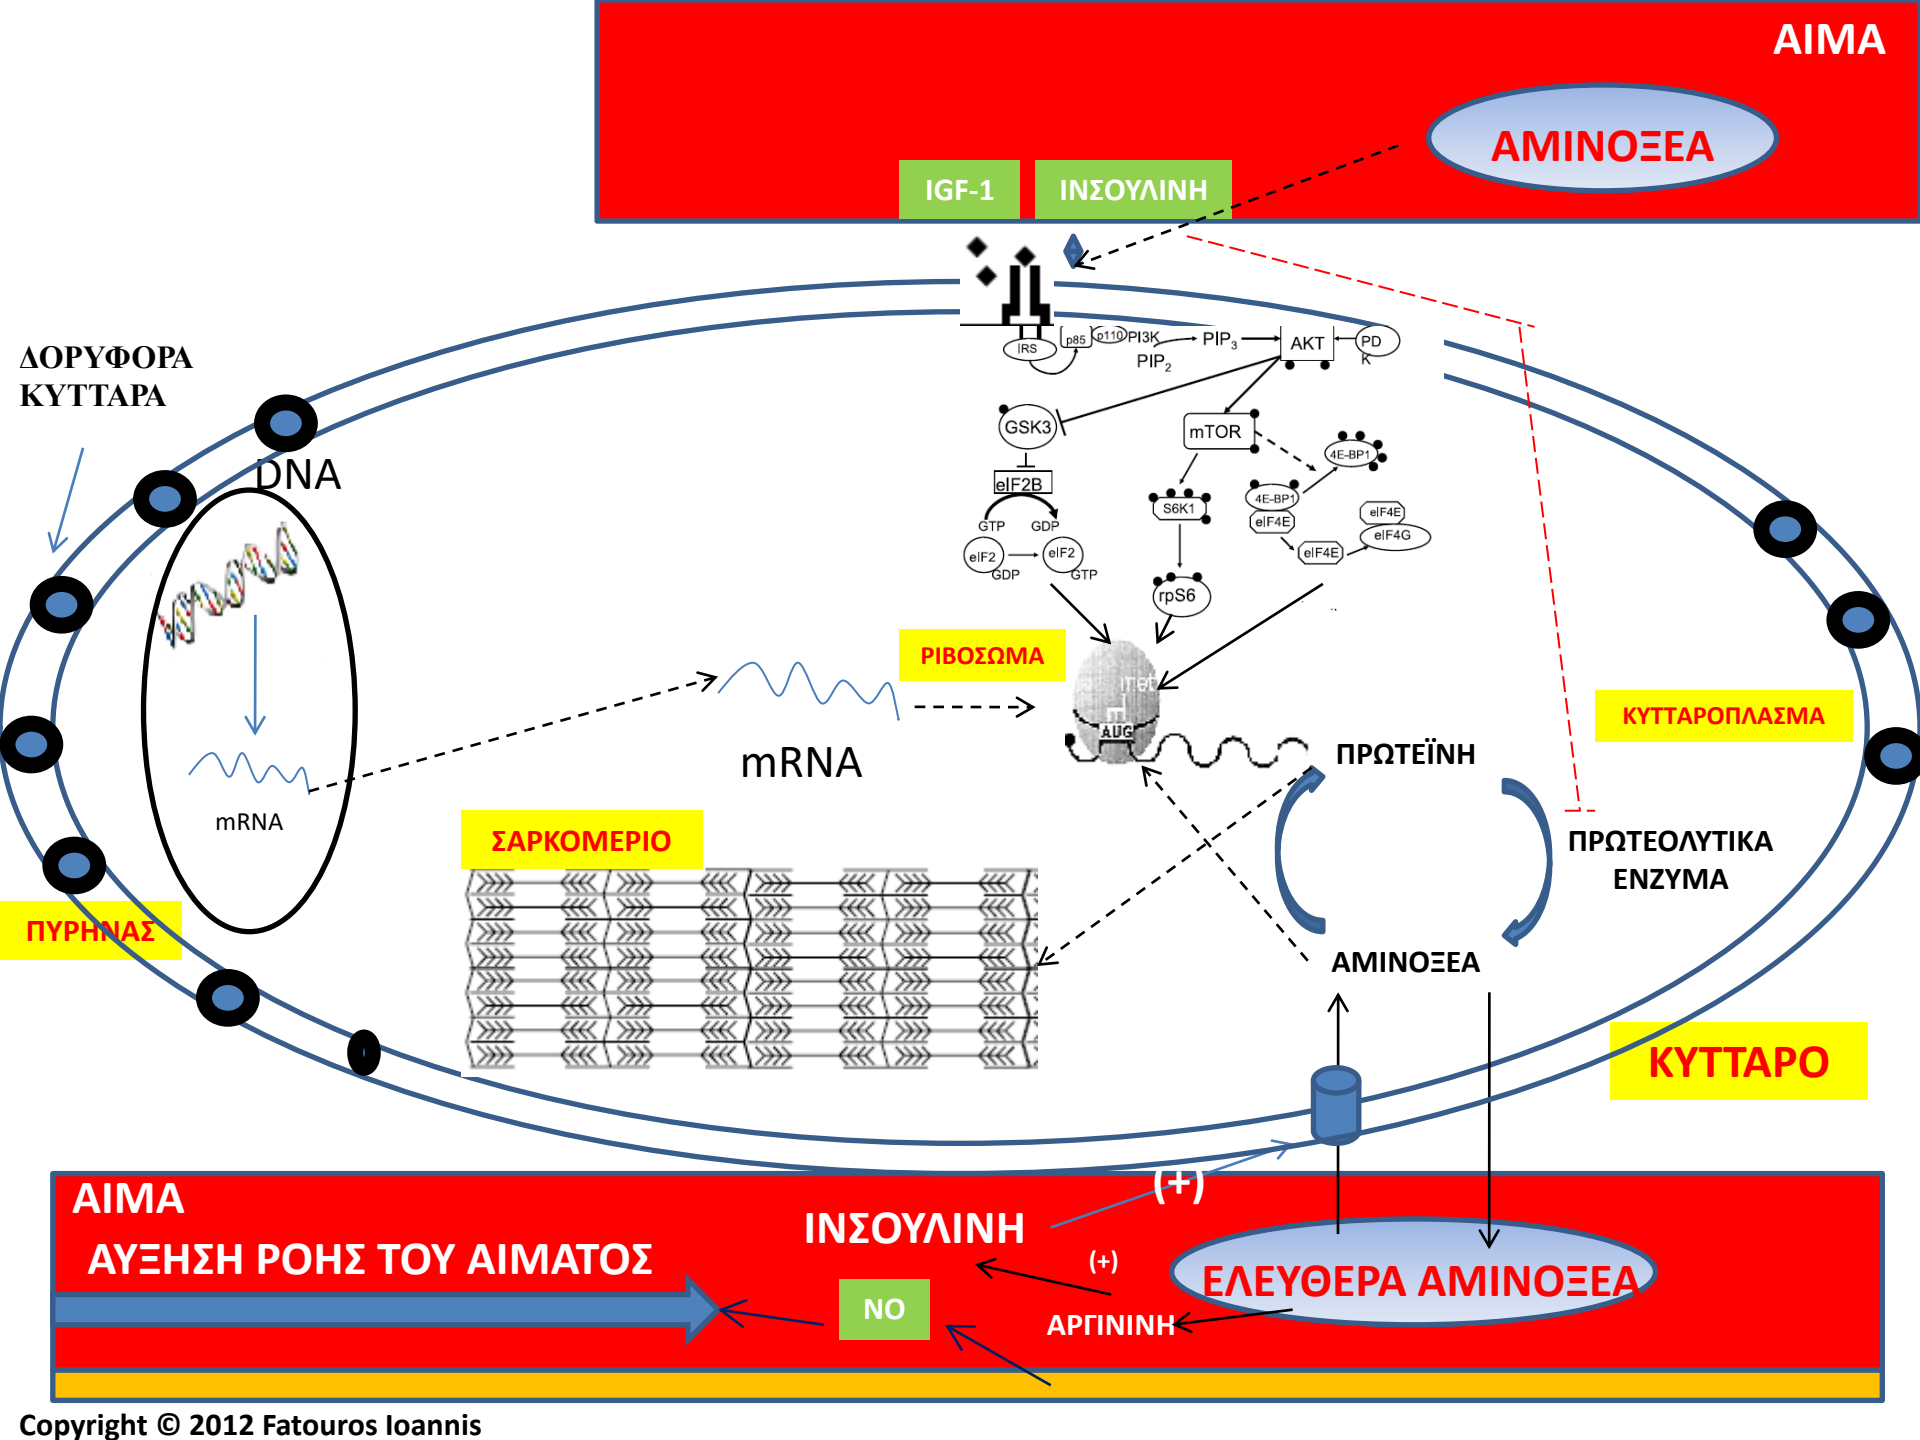 ΑΙΜΑ
ΑΜΙΝΟΞΕΑ
IGF-1
ΙΝΣΟΥΛΙΝΗ
ΔΟΡΥΦΟΡΑ
ΚΥΤΤΑΡΑ
IRS
p85
p110
PI3K
PIP2
PIP3
AKT
PD
K
DNA
GSK3
mTOR
4E-BP1
eIF2B
S6K1
4E-BP1
eIF4E
eIF4E
eIF4G
GTP
GDP
eIF2
GDP
eIF2
GTP
eIF4E
rpS6
ΡΙΒΟΣΩΜΑ
met
AUG
ΚΥΤΤΑΡΟΠΛΑΣΜΑ
mRNA
ΠΡΩΤΕΪΝΗ
mRNA
ΣΑΡΚΟΜΕΡΙΟ
ΠΡΩΤΕΟΛΥΤΙΚΑ
ΕΝΖΥΜΑ
ΠΥΡΗΝΑΣ
ΑΜΙΝΟΞΕΑ
ΚΥΤΤΑΡΟ
ΑΙΜΑ
(+)
ΙΝΣΟΥΛΙΝΗ
ΑΥΞΗΣΗ ΡΟΗΣ ΤΟΥ ΑΙΜΑΤΟΣ
(+)
ΕΛΕΥΘΕΡΑ ΑΜΙΝΟΞΕΑ
NO
ΑΡΓΙΝΙΝΗ
Copyright © 2012 Fatouros Ioannis